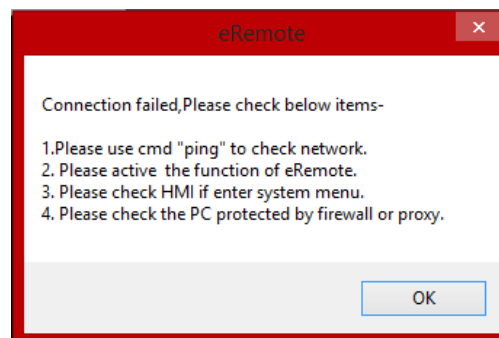 eRemote
Connection failed,Please check below items-
1.Please use cmd "ping" to check network.
2. Please active  the function of eRemote.
3. Please check HMI if enter system menu.
4. Please check the PC protected by firewall or proxy.
OK